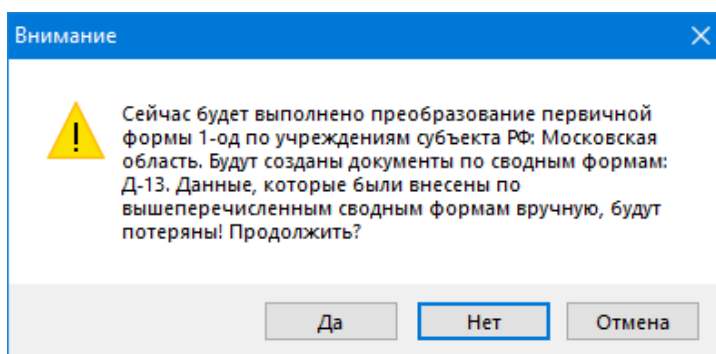 Внимание
Сейчас будет выполнено преобразование первичной
формы 1-од по учреждениям субъекта РФ: Московская
область. Будут созданы документы по сводным формам:
Д-13. Данные, которые были внесены по
вышеперечисленным сводным формам вручную, будут
потеряны! Продолжить?
Да
Нет
Отмена